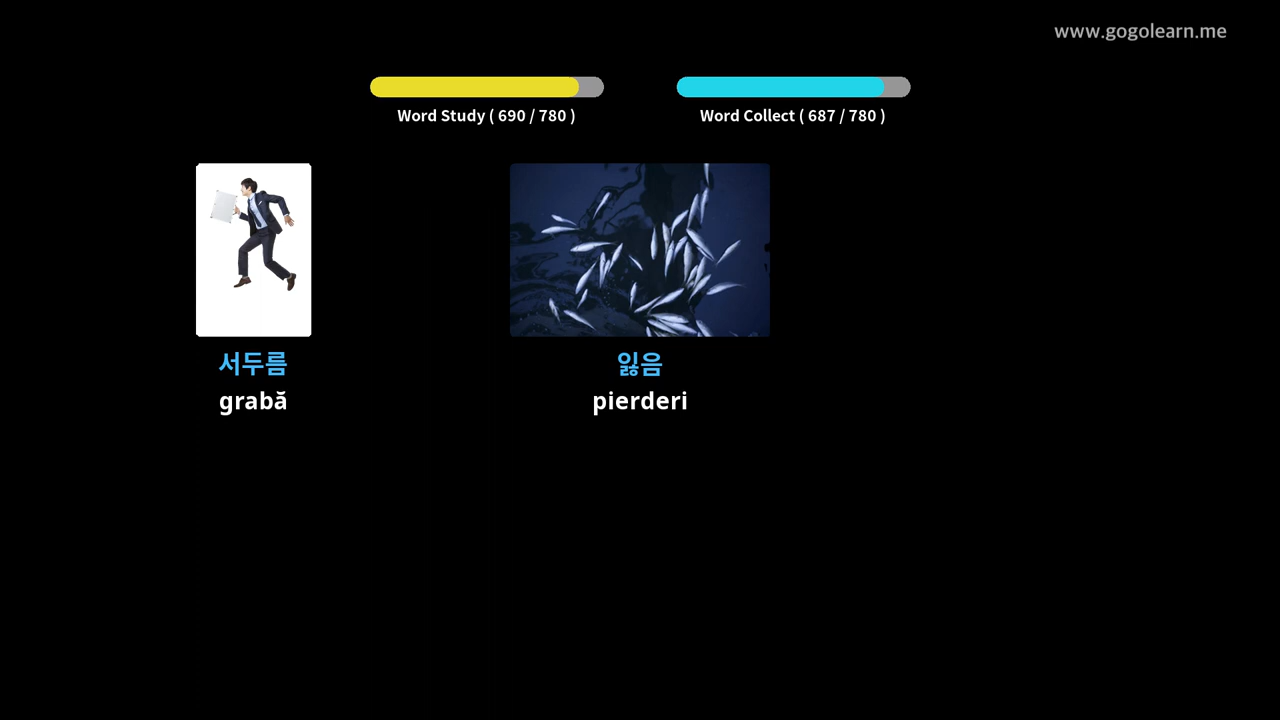 www.gogolearn.me
Word Study ( 690 / 780 )
Word Collect ( 687 / 780 )
서두름
grabă
잃음
pierderi